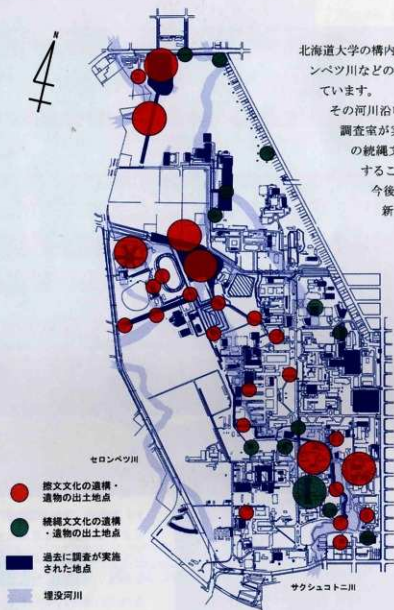 N
北海道大学の構内
ンベツ川などの
ています。
その河川沿
調査室が
の続縄文
するこ
今後
新
セロンベツ川
擦文文化の遺構・
遺物の出土地点
続縄文文化の遺構
・遺物の出土地点
過去に調査が実施
された地点
埋没河川
サクシュコトニ川